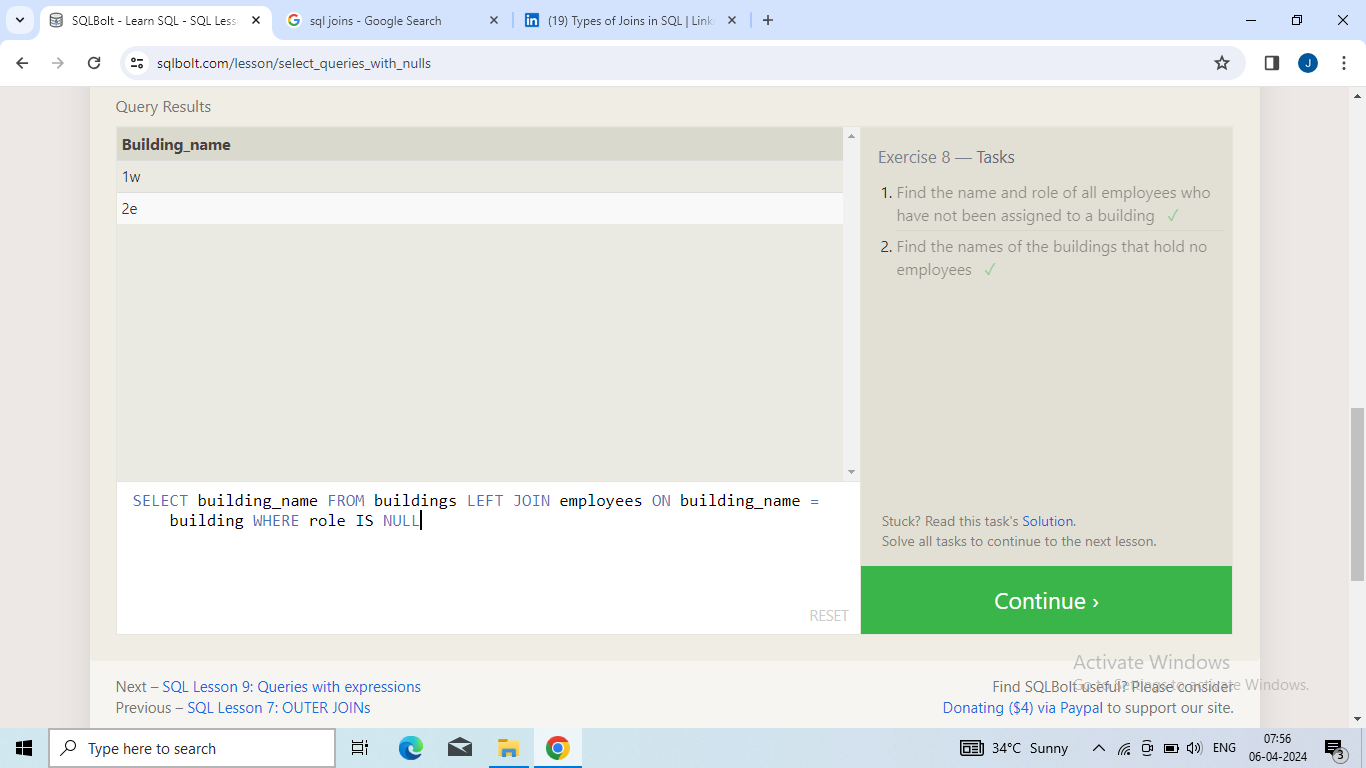 SQLBolt - Learn SQL - SQL Less
sql joins - Google Search
(19) Types of Joins in SQL | Link
sqlbolt.com/lesson/select_queries_with_nulls
J
Query Results
Building_name
1w
2e
Exercise 8 — Tasks
1. Find the name and role of all employees who
have not been assigned to a building ✓
2. Find the names of the buildings that hold no
employees ✓
SELECT building_name FROM buildings LEFT JOIN employees ON building_name =
building WHERE role IS NULL
RESET
Stuck? Read this task's Solution.
Solve all tasks to continue to the next lesson.
Continue ›
Activate Windows
Go to Settings to activate Windows.
Next – SQL Lesson 9: Queries with expressions
Previous – SQL Lesson 7: OUTER JOINs
Find SQLBolt useful? Please consider
Donating ($4) via Paypal to support our site.
Type here to search
34°C Sunny
ENG
07:56
06-04-2024
3